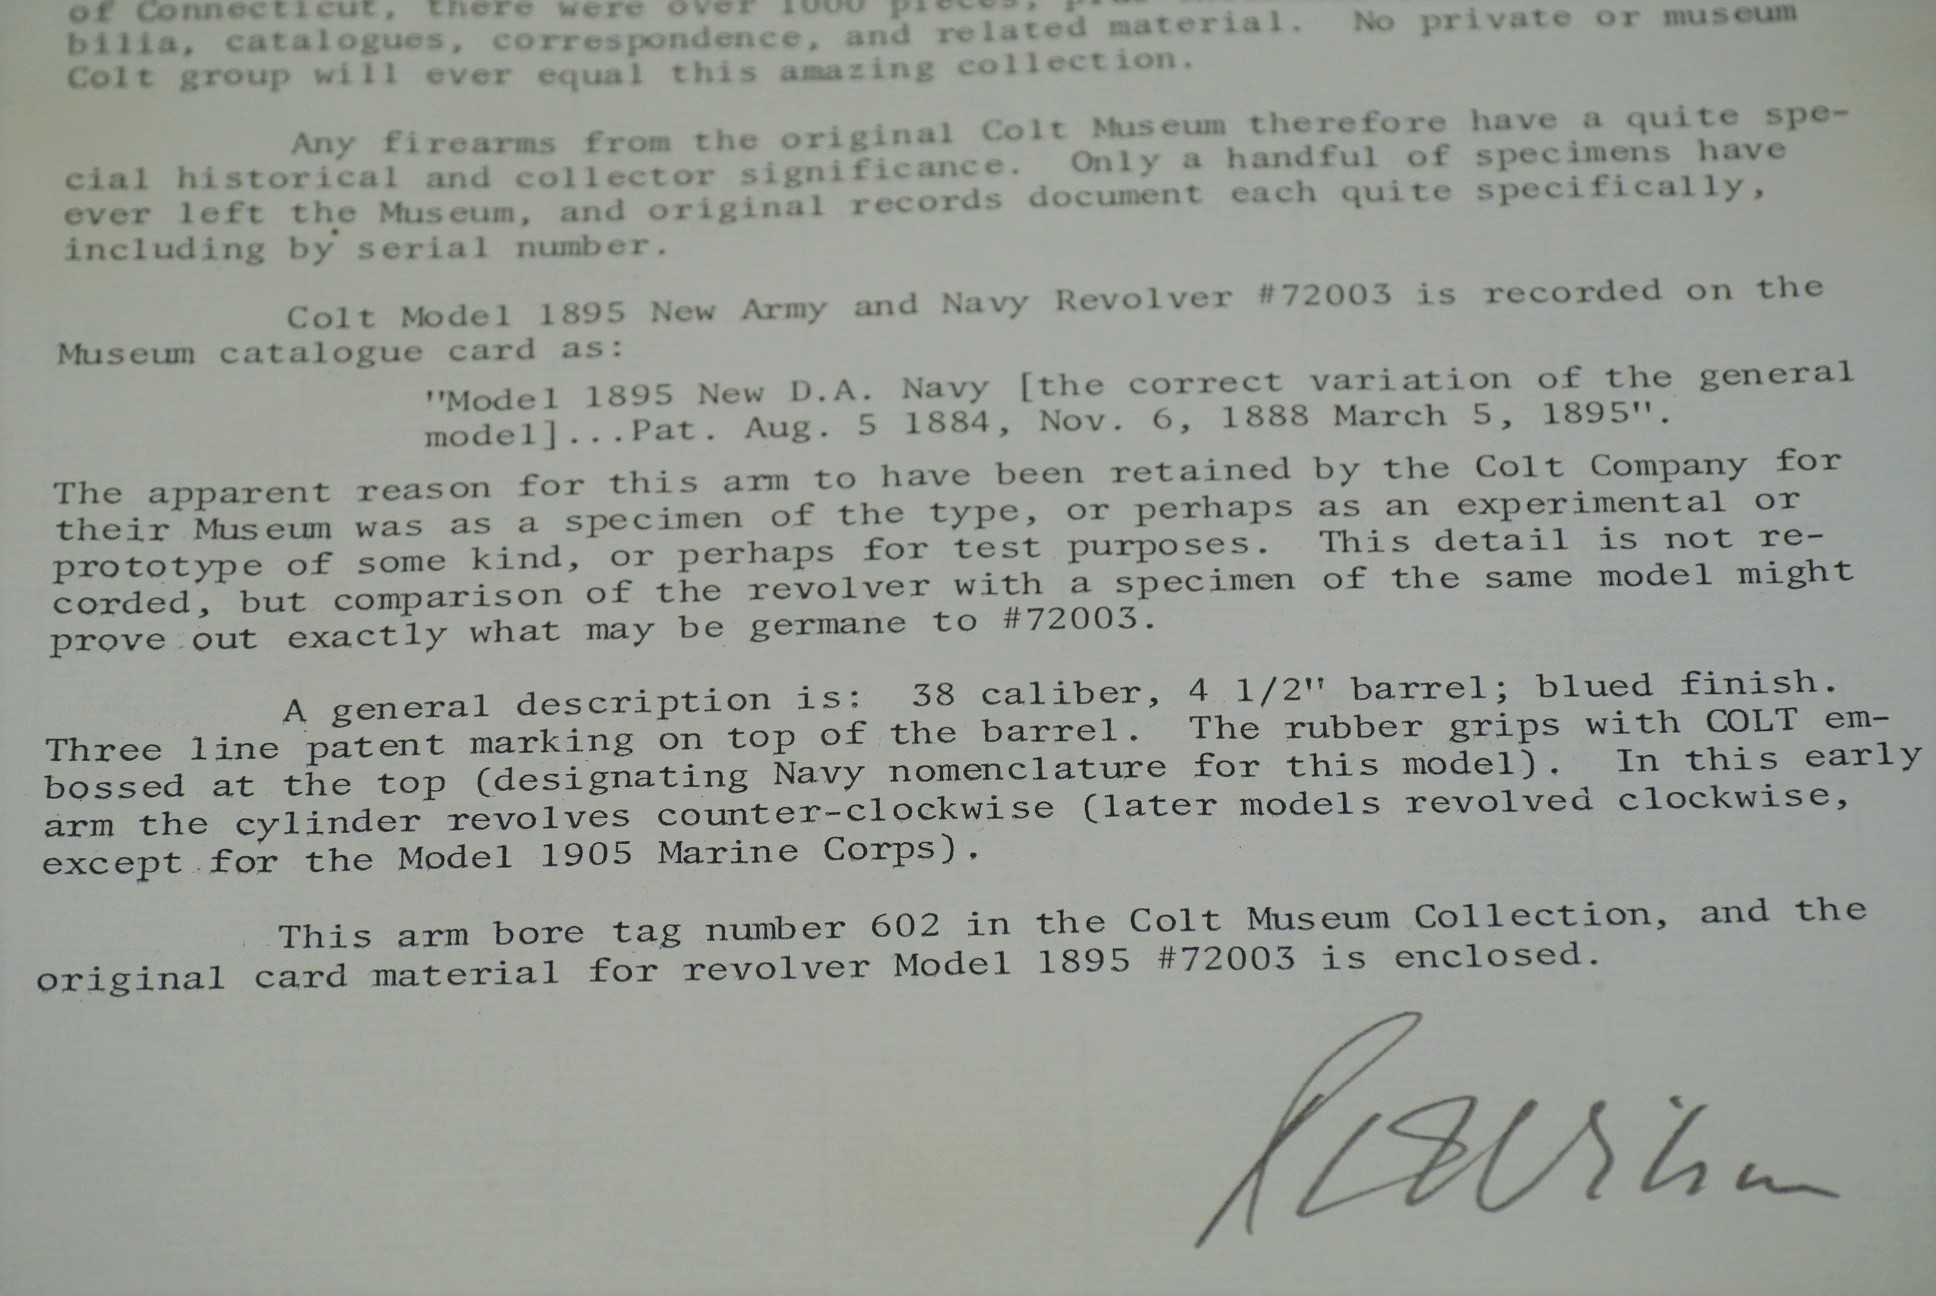 of Connecticut, there were over 1000 pieces, plus
bilia, catalogues, correspondence, and related material. No private or museum
Colt group will ever equal this amazing collection.
Any firearms from the original Colt Museum therefore have a quite spe-
cial historical and collector significance. Only a handful of specimens have
ever left the Museum, and original records document each quite specifically,
including by serial number.
Colt Model 1895 New Army and Navy Revolver #72003 is recorded on the
Museum catalogue card as:
"Model 1895 New D.A. Navy [the correct variation of the general
model]...Pat. Aug. 5 1884, Nov. 6, 1888 March 5, 1895".
The apparent reason for this arm to have been retained by the Colt Company for
their Museum was as a specimen of the type, or perhaps as an experimental or
prototype of some kind, or perhaps for test purposes. This detail is not re-
corded, but comparison of the revolver with a specimen of the same model might
prove out exactly what may be germane to #72003.
A general description is: 38 caliber, 4 1/2" barrel; blued finish.
Three line patent marking on top of the barrel. The rubber grips with COLT em-
bossed at the top (designating Navy nomenclature for this model). In this early
arm the cylinder revolves counter-clockwise (later models revolved clockwise,
except for the Model 1905 Marine Corps).
This arm bore tag number 602 in the Colt Museum Collection, and the
original card material for revolver Model 1895 #72003 is enclosed.